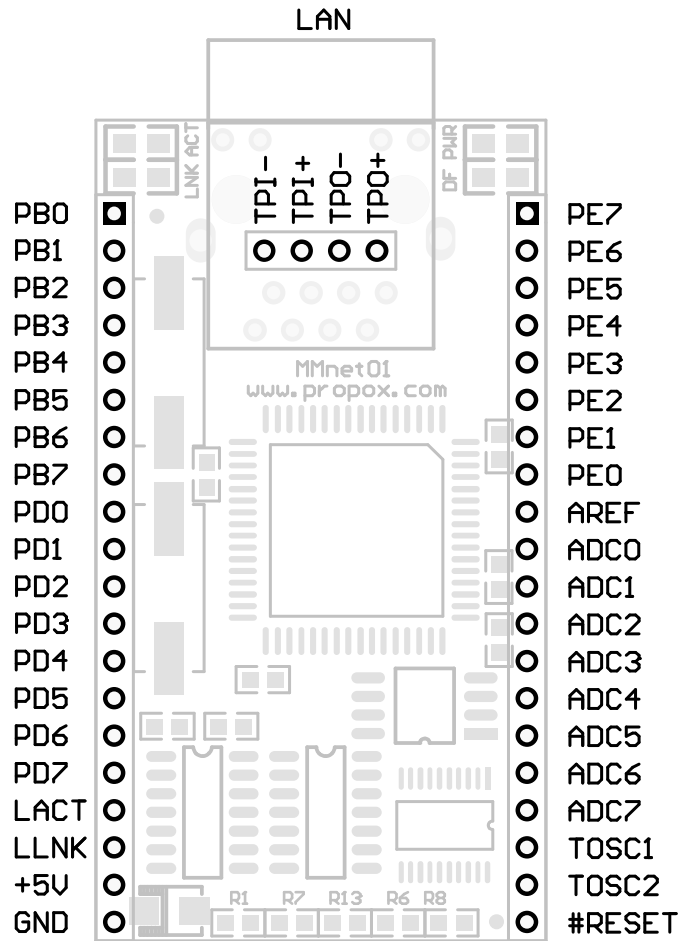 LAN
LNK ACT
DF PWR
TPI-
TPI+
TPO-
TPO+
PB0 PE7
PB1 PE6
PB2 PE5
PB3 PE4
PB4 PE3
MMnet01
www.propox.com
PB5 PE2
PB6 PE1
PB7 PE0
PD0 AREF
PD1 ADC0
PD2 ADC1
PD3 ADC2
PD4 ADC3
PD5 ADC4
PD6 ADC5
PD7 ADC6
LACT ADC7
LLNK TOSC1
+5V TOSC2
R1 R7 R13 R6 R8
GND #RESET